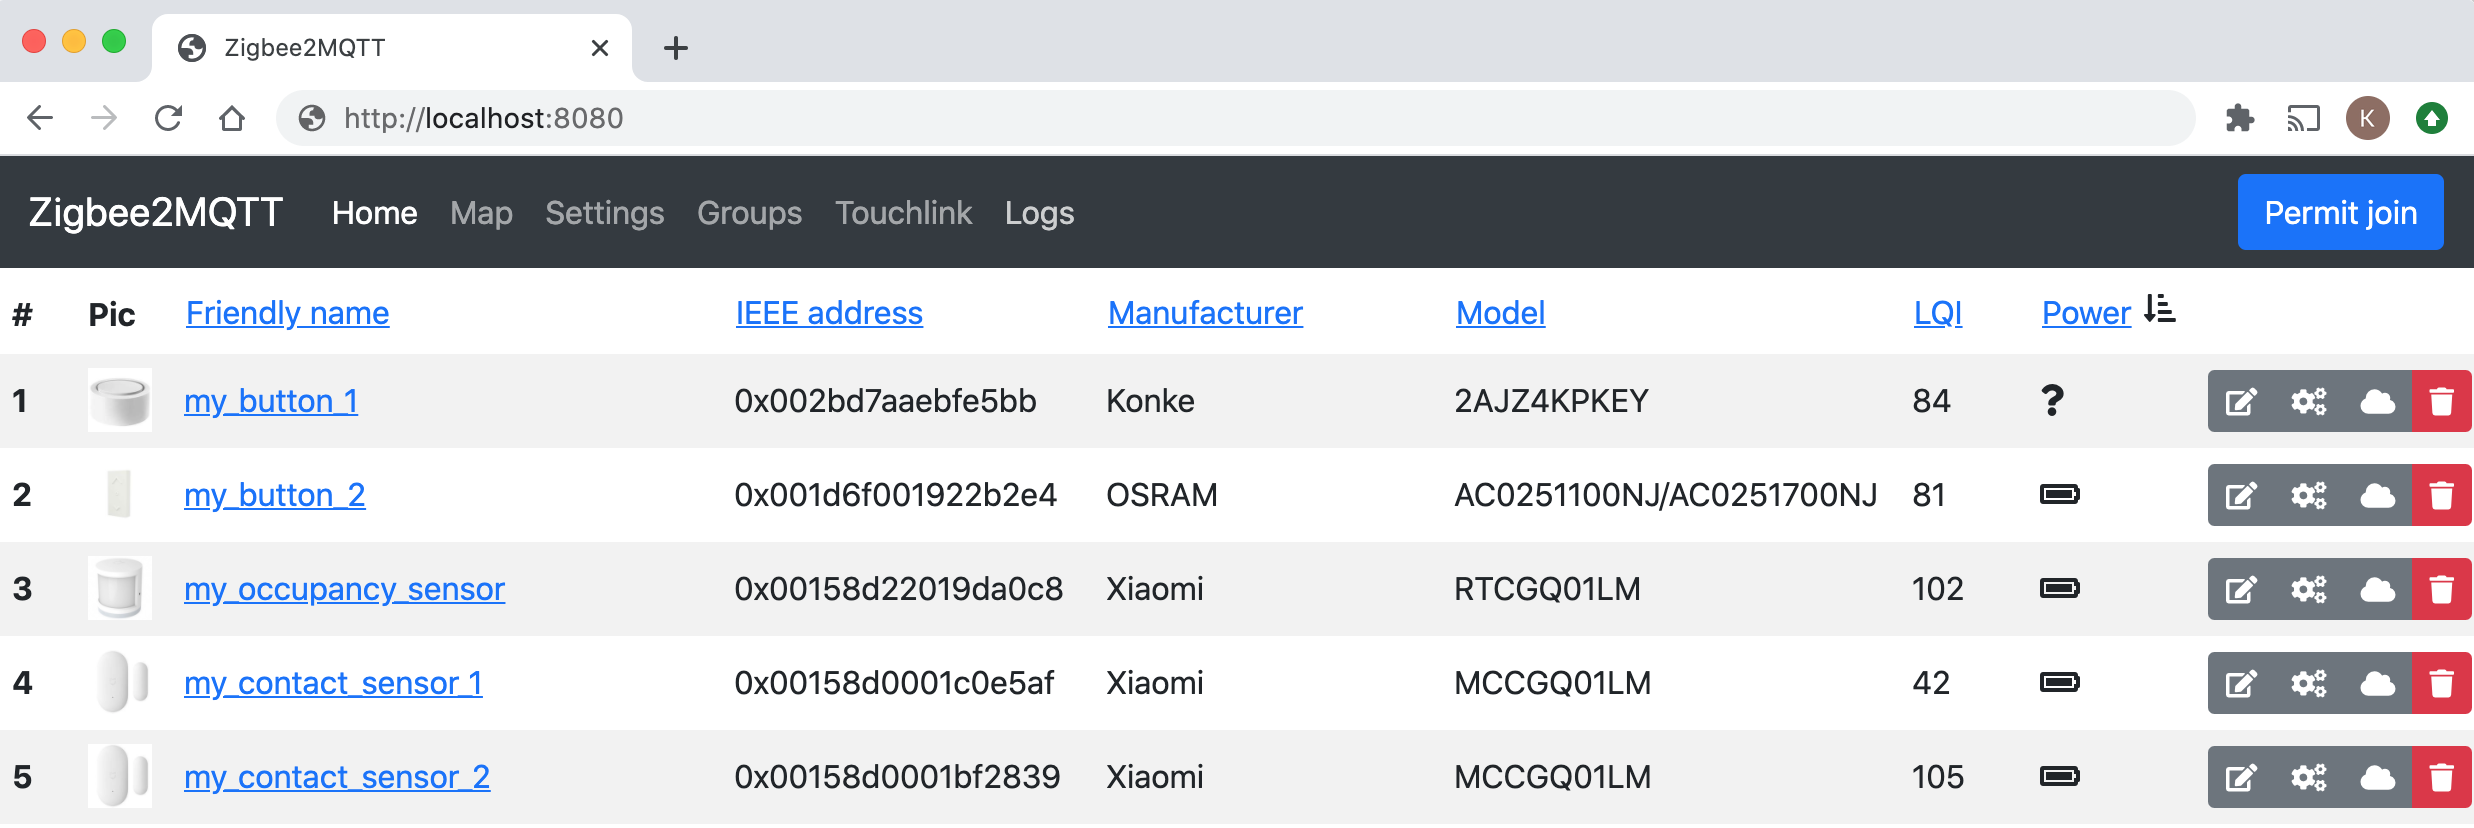 Zigbee2MQTT
http://localhost:8080
K
Zigbee2MQTT Home Map Settings Groups Touchlink Logs Permit join
# Pic Friendly name IEEE address Manufacturer Model LQI Power
1 my_button_1 0x002bd7aaebfe5bb Konke 2AJZ4KPKEY 84 ?
2 my_button_2 0x001d6f001922b2e4 OSRAM AC0251100NJ/AC0251700NJ 81
3 my_occupancy_sensor 0x00158d22019da0c8 Xiaomi RTCGQ01LM 102
4 my_contact_sensor_1 0x00158d0001c0e5af Xiaomi MCCGQ01LM 42
5 my_contact_sensor_2 0x00158d0001bf2839 Xiaomi MCCGQ01LM 105